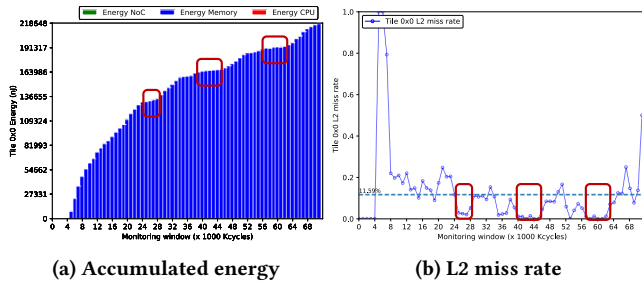 Energy NoC Energy Memory Energy CPU
218648
191317
163986
136655
109324
81993
54662
27331
0
Tile 0x0 Energy (nJ)
0 4 8 12 16 20 24 28 32 36 40 44 48 52 56 60 64 68
Monitoring window (x 1000 Kcycles)
(a) Accumulated energy
Tile 0x0 L2 miss rate
1.0
0.8
0.6
0.4
0.2
0.0
11.59%
Tile 0x0 L2 miss rate
0 4 8 12 16 20 24 28 32 36 40 44 48 52 56 60 64 68
Monitoring window (x 1000 Kcycles)
(b) L2 miss rate